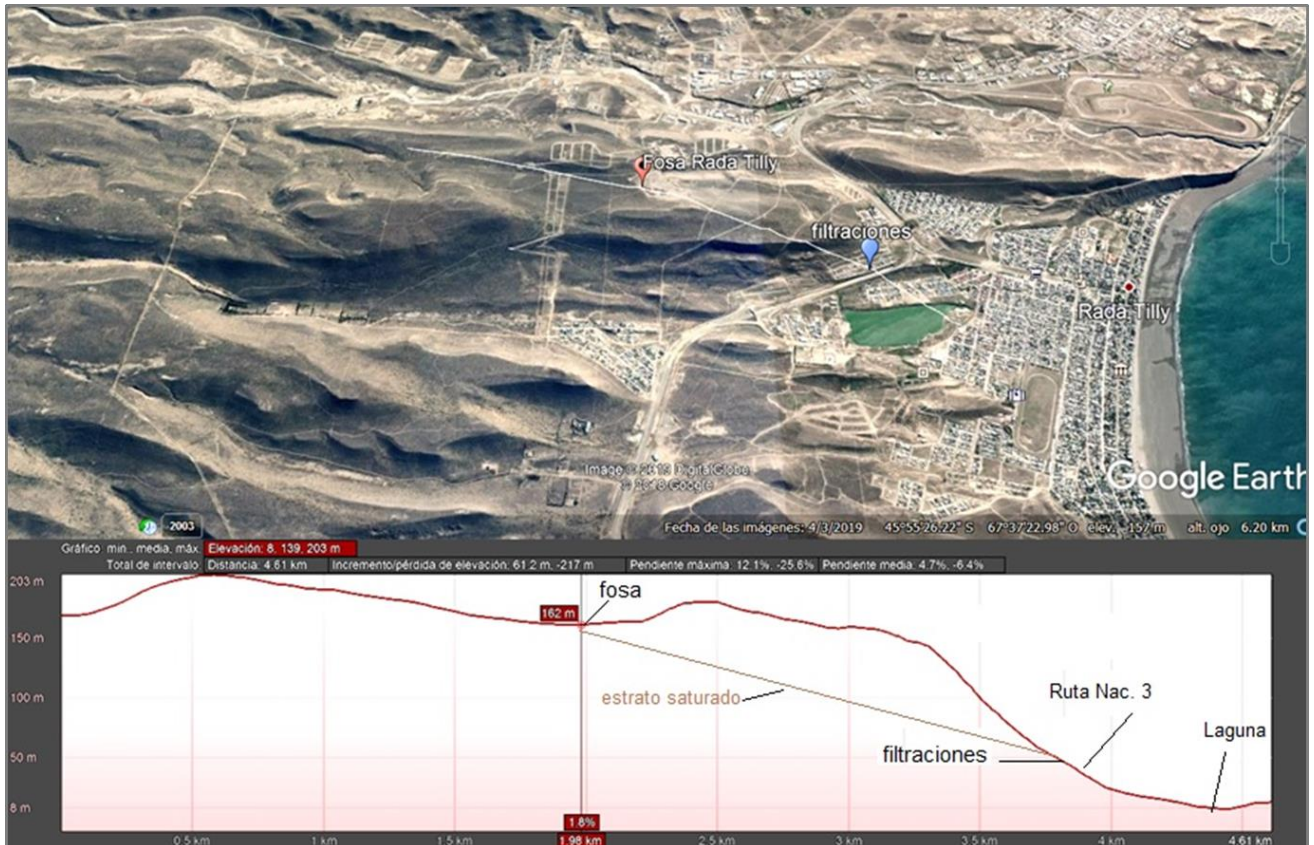 Fosa Rada Tilly
filtraciones
Rada Tilly
Google Earth
Image © 2019 DigitalGlobe
© 2018 Google
2003
Fecha de las imágenes: 4/3/2019 45°55'26.22" S 67°37'22.98" O elev. 157 m alt. ojo 6.20 km
Gráfico: min., media, máx. Elevación: 8, 139, 203 m
Total de intervalo Distancia: 4.61 km Incremento/pérdida de elevación: 61.2 m, -217 m Pendiente máxima: 12.1%, -25.6% Pendiente media: 4.7%, -6.4%
203 m
fosa
162 m
150 m
estrato saturado
Ruta Nac. 3
100 m
Laguna
filtraciones
50 m
8 m
1.8%
0.5 km 1 km 1.5 km 1.98 km 2.5 km 3 km 3.5 km 4 km 4.61 km